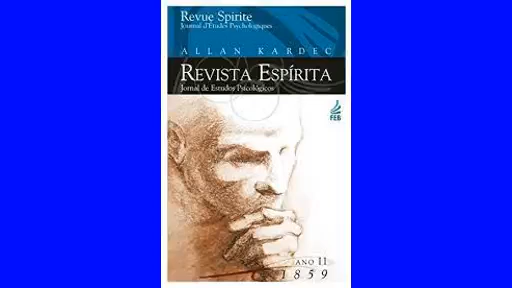 Revue Spirite
Journal d'Études Psychologiques
ALLAN KARDEC
REVISTA ESPÍRITA
Jornal de Estudos Psicológicos
FEB
ANO II
1859